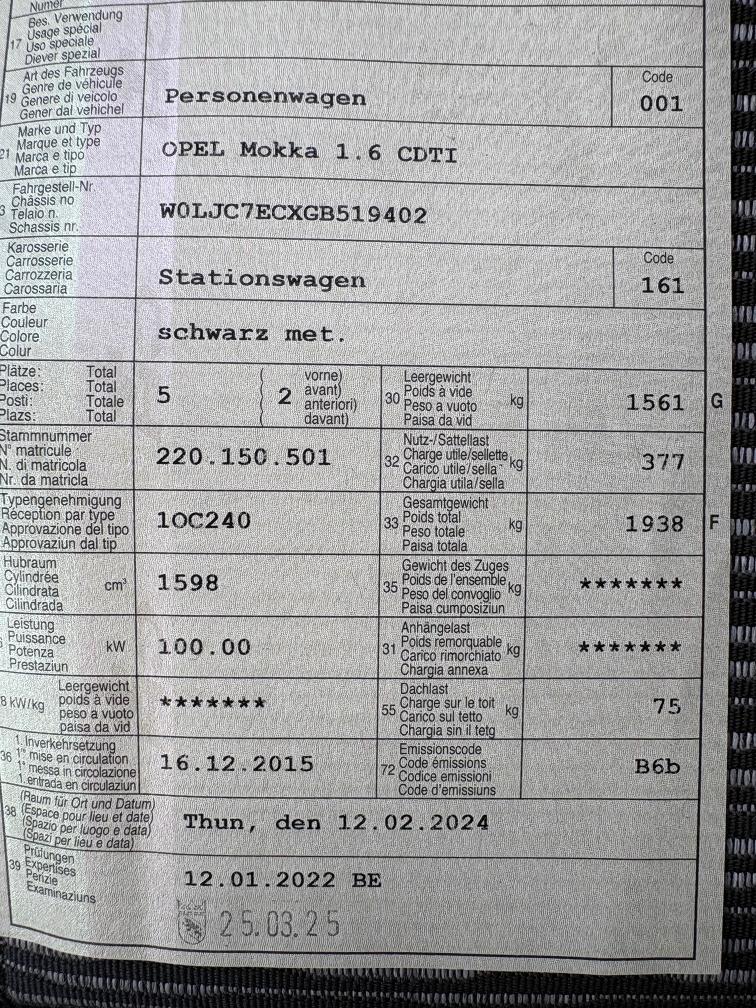 Numer
17 Bes. Verwendung
Usage spécial
Uso speciale
Diever spezial
19 Art des Fahrzeugs
Genre de véhicule
Genere di veicolo
Gener dal vehichel
Personenwagen
Code
001
21 Marke und Typ
Marque et type
Marca e tipo
Marca e tip
OPEL Mokka 1.6 CDTI
3 Fahrgestell-Nr.
Châssis no
Telaio n.
Schassis nr.
W0LJC7ECXGB519402
Karosserie
Carrosserie
Carrozzeria
Carossaria
Stationswagen
Code
161
Farbe
Couleur
Colore
Colur
schwarz met.
Plätze: Total
Places: Total
Posti: Totale
Plazs: Total
5
( 2 vorne)
( avant)
( anteriori)
( davant)
30 Leergewicht
Poids à vide
Peso a vuoto
Paisa da vid
kg
1561 G
Stammnummer
N° matricule
N. di matricola
Nr. da matricla
220.150.501
32 Nutz-/Sattellast
Charge utile/sellette
Carico utile/sella
Chargia utila/sella
kg
377
Typengenehmigung
Réception par type
Approvazione del tipo
Approvaziun dal tip
1OC240
33 Gesamtgewicht
Poids total
Peso totale
Paisa totala
kg
1938 F
Hubraum
Cylindrée
Cilindrata
Cilindrada
cm³
1598
35 Gewicht des Zuges
Poids de l'ensemble
Peso del convoglio
Paisa cumposiziun
kg
*******
Leistung
Puissance
Potenza
Prestaziun
kW
100.00
31 Anhängelast
Poids remorquable
Carico rimorchiato
Chargia annexa
kg
*******
8 kW/kg Leergewicht
poids à vide
peso a vuoto
paisa da vid
*******
55 Dachlast
Charge sur le toit
Carico sul tetto
Chargia sin il tetg
kg
75
36 1. Inverkehrsetzung
1re mise en circulation
1a messa in circolazione
1. entrada en circulaziun
16.12.2015
72 Emissionscode
Code émissions
Codice emissioni
Code d'emissiuns
B6b
38 (Raum für Ort und Datum)
(Espace pour lieu et date)
(Spazio per luogo e data)
(Spazi per lieu e data)
Thun, den 12.02.2024
39 Prüfungen
Expertises
Perizie
Examinaziuns
12.01.2022 BE
25.03.25